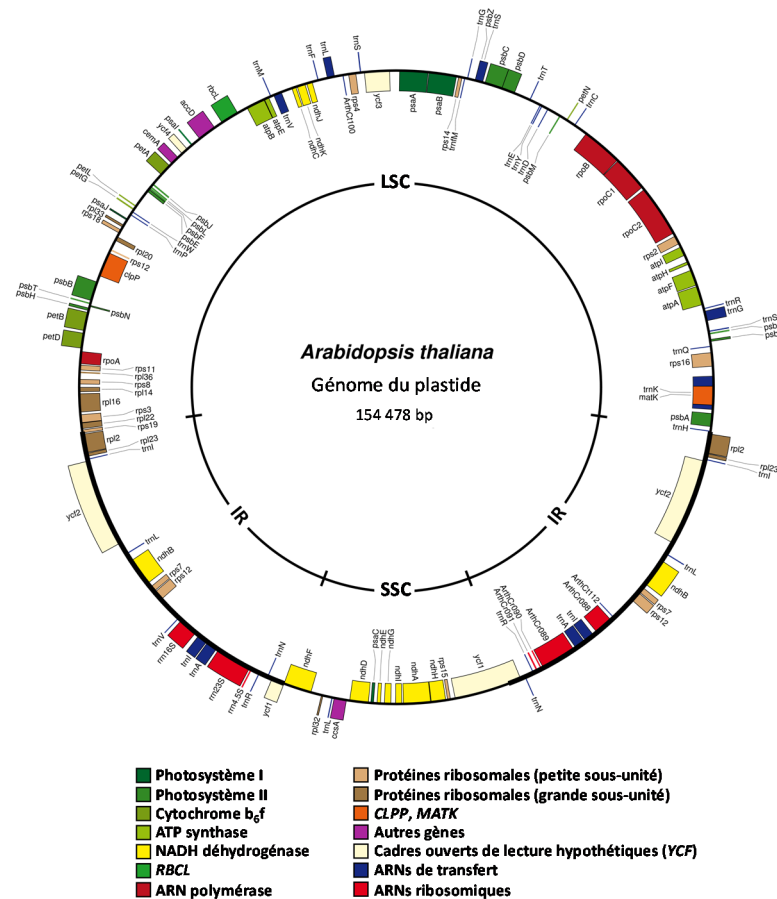 Arabidopsis thaliana
Génome du plastide
154 478 bp
LSC
IR
SSC
IR
psaA
psaB
rps14
trnfM
trnG
psbZ
trnS
psbC
psbD
trnT
trnE
trnY
trnD
psbM
petN
trnC
rpoB
rpoC1
rpoC2
rps2
atpI
atpH
atpF
atpA
trnR
trnG
trnS
psb
psb
trnQ
rps16
trnK
matK
psbA
trnH
rpl2
rpl23
trnI
ycf2
trnL
ndhB
rps7
rps12
ArthCt112
ArthCr088
trnI
trnA
ArthCr089
ArthCr090
ArthCr091
trnR
trnN
ycf1
rps15
ndhH
ndhA
ndhI
ndhG
ndhE
psaC
ndhD
ccsA
trnL
rpl32
ndhF
trnN
ycf1
trnR
rrn4.5S
rrn23S
trnA
trnI
rrn16S
trnV
rps12
rps7
ndhB
trnL
ycf2
trnI
rpl23
rpl2
rps19
rpl22
rps3
rpl16
rpl14
rps8
rpl36
rps11
rpoA
petD
petB
psbN
psbH
psbT
psbB
clpP
rps12
rpl20
rps18
rpl33
psaJ
trnP
trnW
petG
petL
psbE
psbF
psbL
psbJ
petA
cemA
ycf4
psaI
accD
rbcL
atpB
atpE
trnM
trnV
ndhC
ndhK
ndhJ
trnF
trnL
ArthCt100
rps4
trnS
ycf3
Photosystème I
Photosystème II
Cytochrome b6f
ATP synthase
NADH déhydrogénase
RBCL
ARN polymérase
Protéines ribosomales (petite sous-unité)
Protéines ribosomales (grande sous-unité)
CLPP, MATK
Autres gènes
Cadres ouverts de lecture hypothétiques (YCF)
ARNs de transfert
ARNs ribosomiques